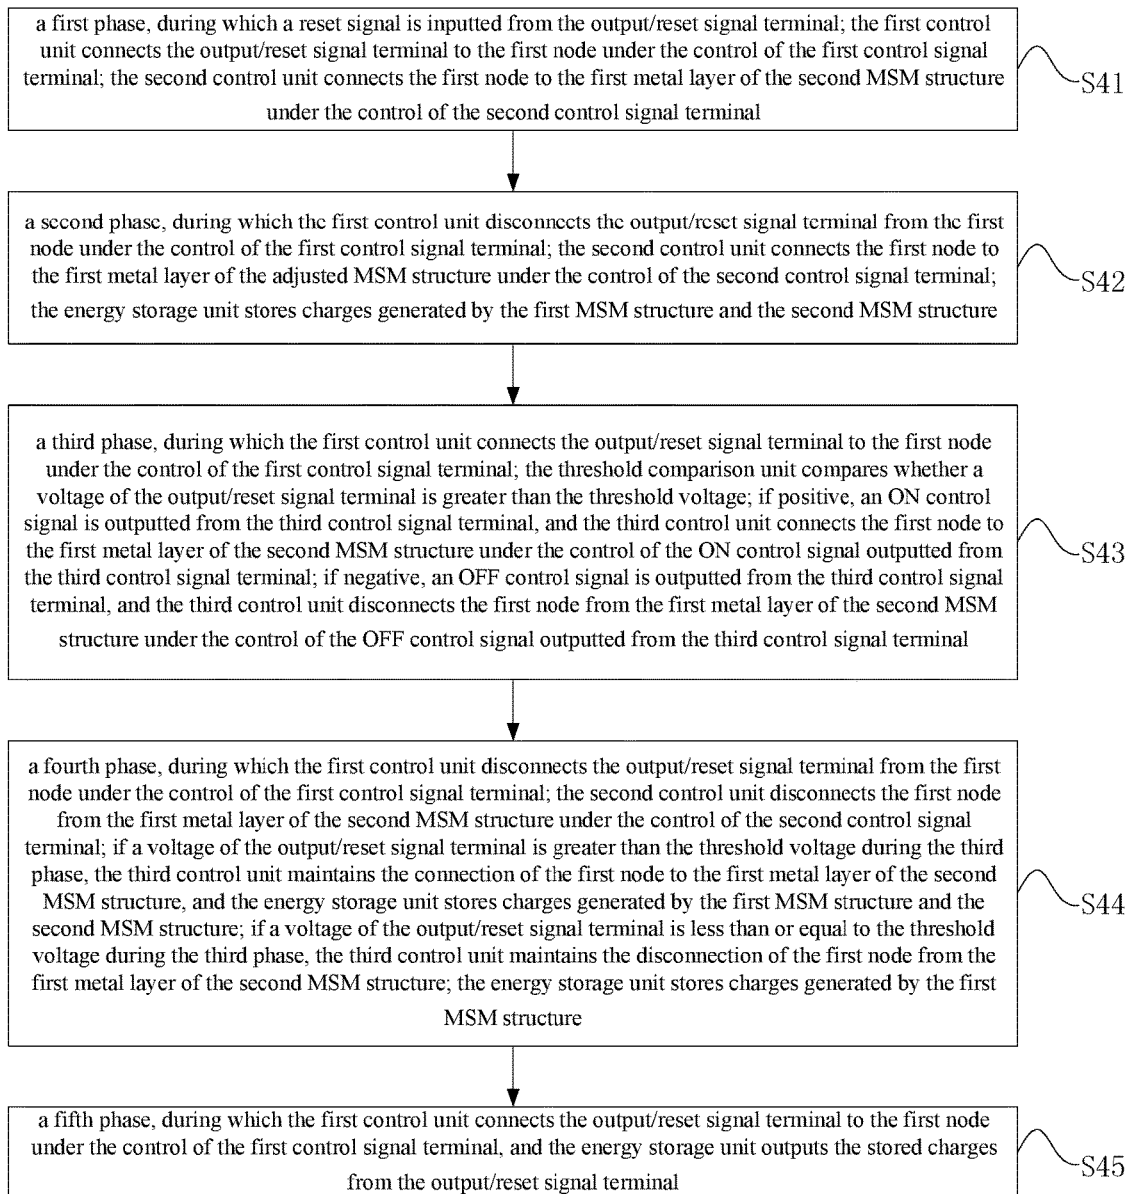 a first phase, during which a reset signal is inputted from the output/reset signal terminal; the first control
unit connects the output/reset signal terminal to the first node under the control of the first control signal
terminal; the second control unit connects the first node to the first metal layer of the second MSM structure
under the control of the second control signal terminal
S41
a second phase, during which the first control unit disconnects the output/reset signal terminal from the first
node under the control of the first control signal terminal; the second control unit connects the first node to
the first metal layer of the adjusted MSM structure under the control of the second control signal terminal;
the energy storage unit stores charges generated by the first MSM structure and the second MSM structure
S42
a third phase, during which the first control unit connects the output/reset signal terminal to the first node
under the control of the first control signal terminal; the threshold comparison unit compares whether a
voltage of the output/reset signal terminal is greater than the threshold voltage; if positive, an ON control
signal is outputted from the third control signal terminal, and the third control unit connects the first node to
the first metal layer of the second MSM structure under the control of the ON control signal outputted from
the third control signal terminal; if negative, an OFF control signal is outputted from the third control signal
terminal, and the third control unit disconnects the first node from the first metal layer of the second MSM
structure under the control of the OFF control signal outputted from the third control signal terminal
S43
a fourth phase, during which the first control unit disconnects the output/reset signal terminal from the first
node under the control of the first control signal terminal; the second control unit disconnects the first node
from the first metal layer of the second MSM structure under the control of the second control signal
terminal; if a voltage of the output/reset signal terminal is greater than the threshold voltage during the third
phase, the third control unit maintains the connection of the first node to the first metal layer of the second
MSM structure, and the energy storage unit stores charges generated by the first MSM structure and the
second MSM structure; if a voltage of the output/reset signal terminal is less than or equal to the threshold
voltage during the third phase, the third control unit maintains the disconnection of the first node from the
first metal layer of the second MSM structure; the energy storage unit stores charges generated by the first
MSM structure
S44
a fifth phase, during which the first control unit connects the output/reset signal terminal to the first node
under the control of the first control signal terminal, and the energy storage unit outputs the stored charges
from the output/reset signal terminal
S45